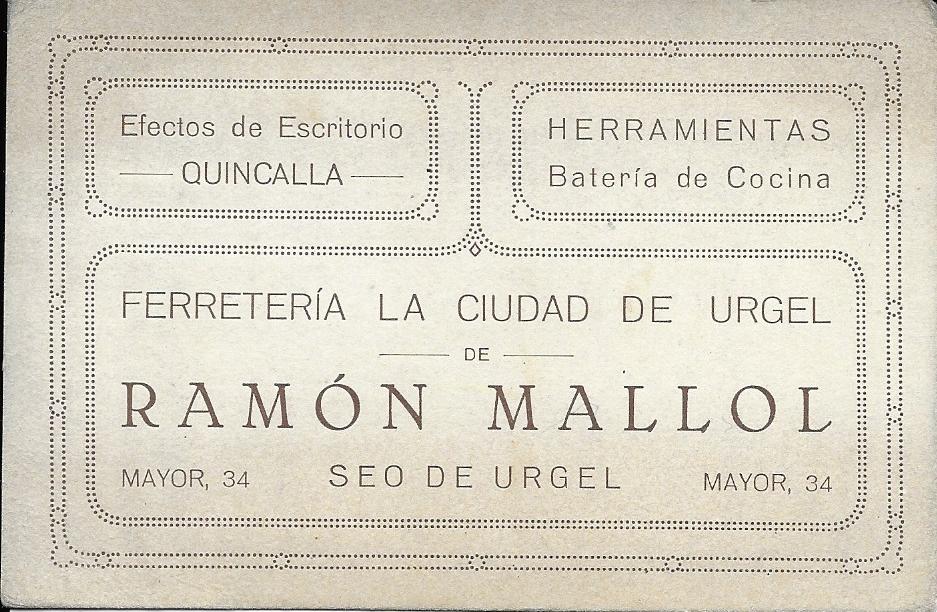 Efectos de Escritorio
QUINCALLA
HERRAMIENTAS
Batería de Cocina
FERRETERÍA LA CIUDAD DE URGEL
DE
RAMÓN MALLOL
MAYOR, 34 SEO DE URGEL MAYOR, 34